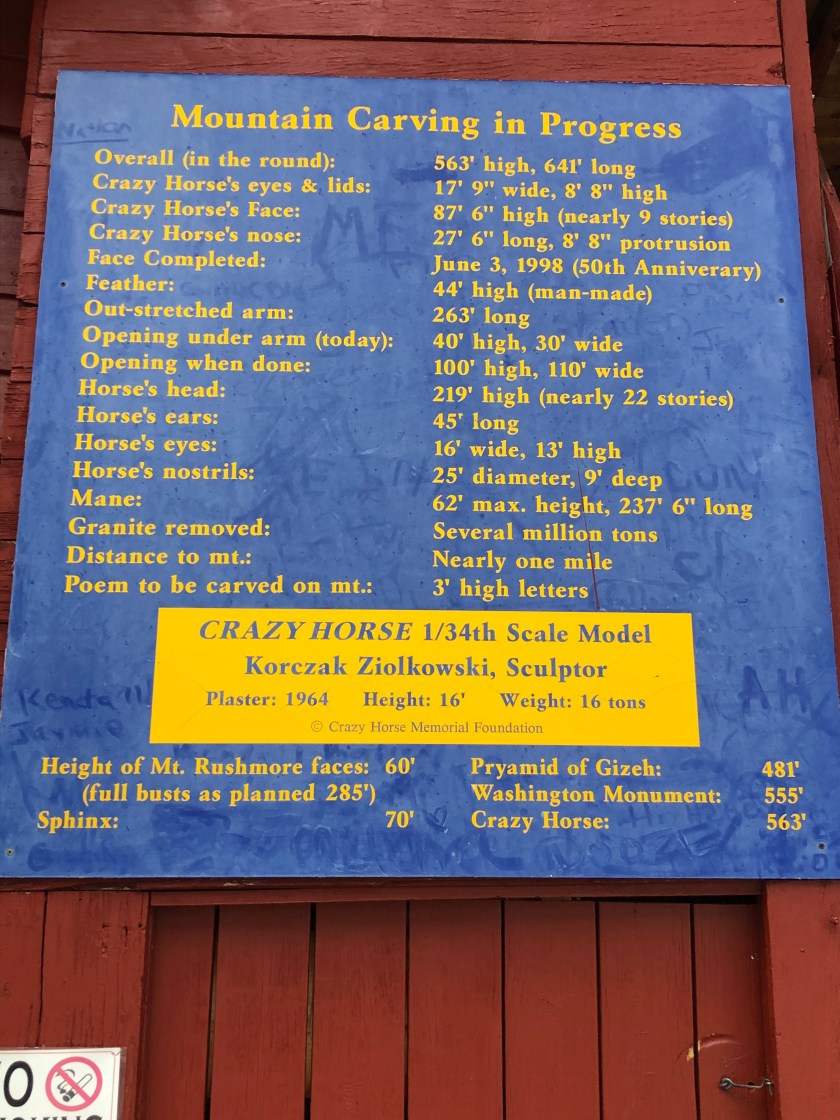 Mountain Carving in Progress
Overall (in the round): 563' high, 641' long
Crazy Horse's eyes & lids: 17' 9" wide, 8' 8" high
Crazy Horse's Face: 87' 6" high (nearly 9 stories)
Crazy Horse's nose: 27' 6" long, 8' 8" protrusion
Face Completed: June 3, 1998 (50th Anniverary)
Feather: 44' high (man-made)
Out-stretched arm: 263' long
Opening under arm (today): 40' high, 30' wide
Opening when done: 100' high, 110' wide
Horse's head: 219' high (nearly 22 stories)
Horse's ears: 45' long
Horse's eyes: 16' wide, 13' high
Horse's nostrils: 25' diameter, 9' deep
Mane: 62' max. height, 237' 6" long
Granite removed: Several million tons
Distance to mt.: Nearly one mile
Poem to be carved on mt.: 3' high letters
CRAZY HORSE 1/34th Scale Model
Korczak Ziolkowski, Sculptor
Plaster: 1964 Height: 16' Weight: 16 tons
© Crazy Horse Memorial Foundation
Height of Mt. Rushmore faces: 60' Pryamid of Gizeh: 481'
(full busts as planned 285') Washington Monument: 555'
Sphinx: 70' Crazy Horse: 563'
Nation
Kendall
AH